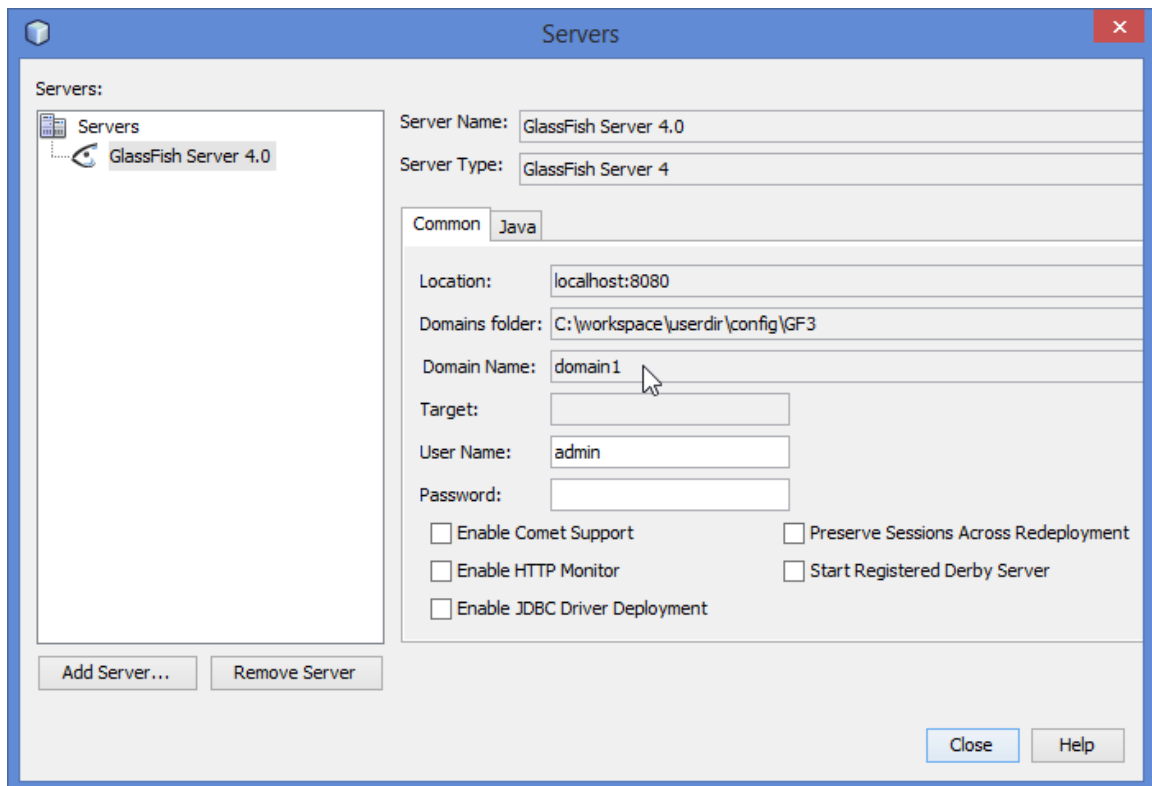 Servers
Servers:
Servers
GlassFish Server 4.0
Add Server...
Remove Server
Server Name: GlassFish Server 4.0
Server Type: GlassFish Server 4
Common Java
Location: localhost:8080
Domains folder: C:\workspace\userdir\config\GF3
Domain Name: domain1
Target:
User Name: admin
Password:
Enable Comet Support Preserve Sessions Across Redeployment
Enable HTTP Monitor Start Registered Derby Server
Enable JDBC Driver Deployment
Close Help